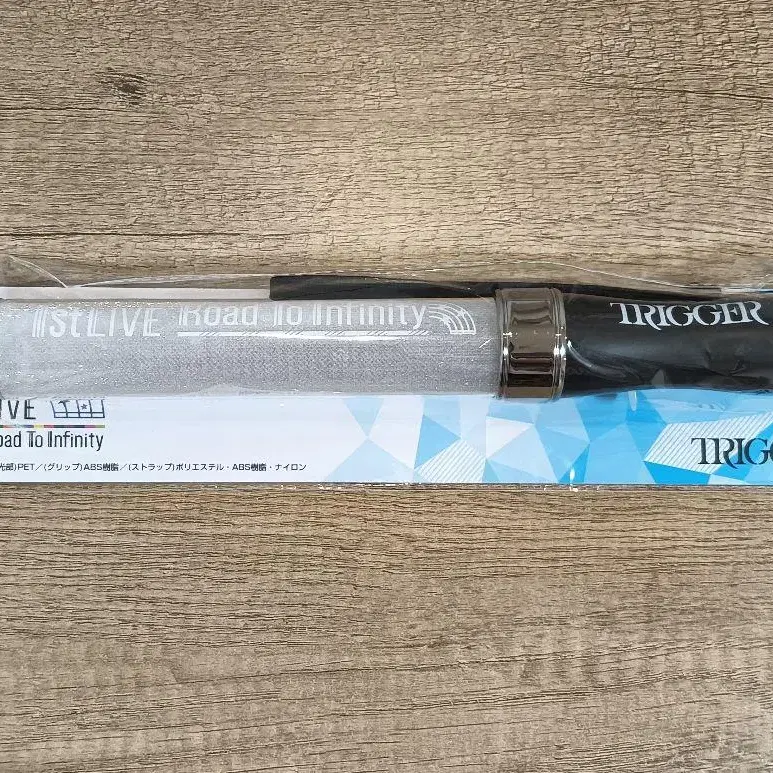 1st LIVE Road To Infinity
TRIGGER
IVE
oad To Infinity
TRIGG
光部)PET／(グリップ)ABS樹脂／(ストラップ)ポリエステル・ABS樹脂・ナイロン